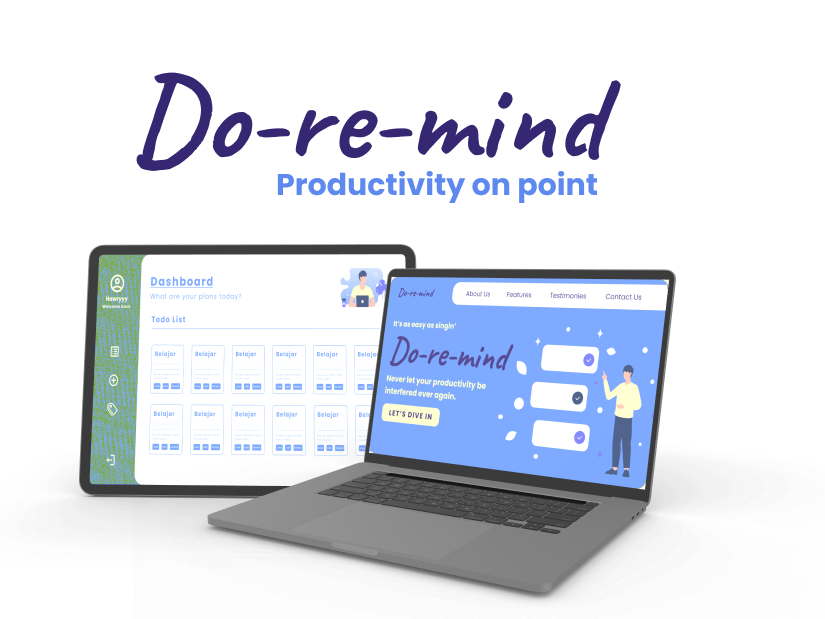 Do-re-mind
Productivity on point
Dashboard
What are your plans today?
Todo List
Belajar Belajar Belajar Belajar Belajar Belajar
Belajar Belajar Belajar Belajar Belajar
Do-re-mind About Us Features Testimonies Contact Us
It's as easy as singin'
Do-re-mind
Never let your productivity be
interfered ever again.
LET'S DIVE IN